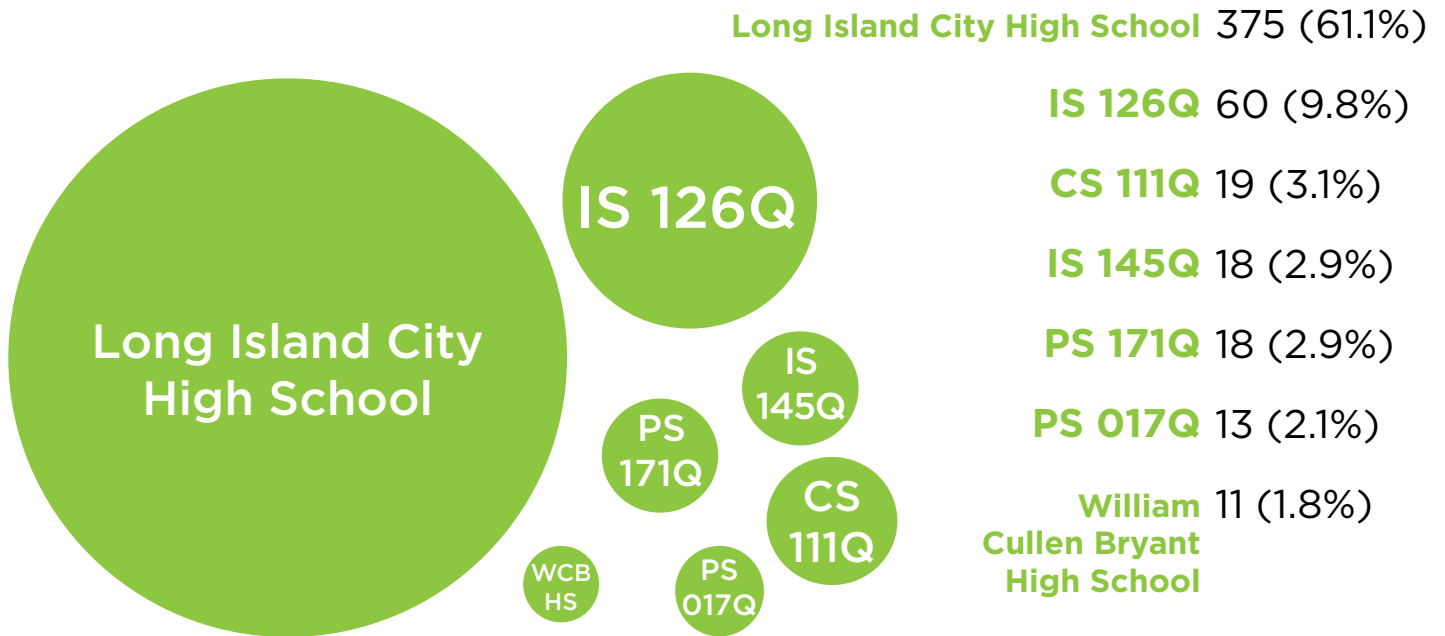 Long Island City High School 375 (61.1%)
IS 126Q 60 (9.8%)
CS 111Q 19 (3.1%)
IS 145Q 18 (2.9%)
PS 171Q 18 (2.9%)
PS 017Q 13 (2.1%)
William 11 (1.8%)
Cullen Bryant
High School
Long Island City
High School
IS 126Q
IS
145Q
PS
171Q
CS
111Q
WCB
HS
PS
017Q